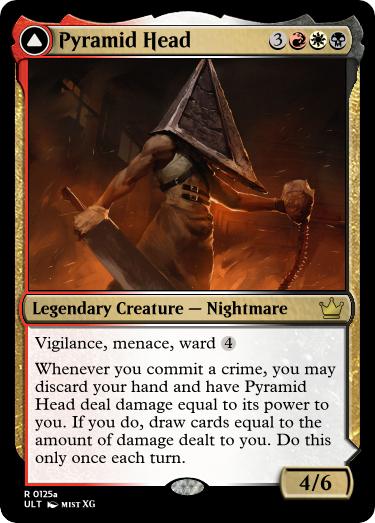 Pyramid Head 3
Legendary Creature — Nightmare
Vigilance, menace, ward 4
Whenever you commit a crime, you may
discard your hand and have Pyramid
Head deal damage equal to its power to
you. If you do, draw cards equal to the
amount of damage dealt to you. Do this
only once each turn.
4/6
R 0125a
ULT MIST XG